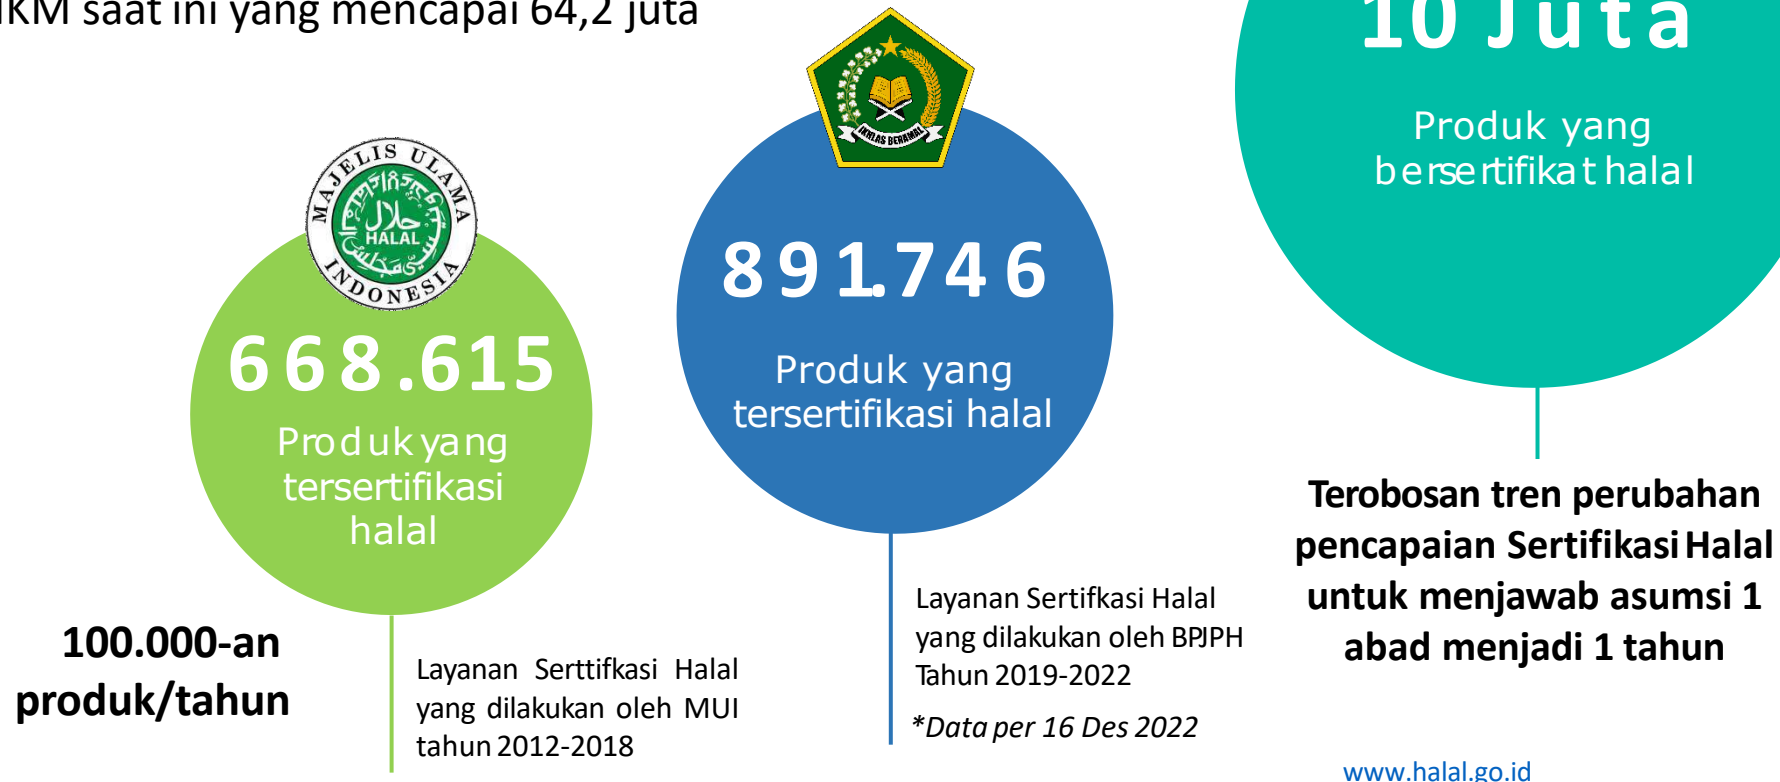 IKM saat ini yang mencapai 64,2 juta
10 Juta
Produk yang
bersertifikat halal
IKHLAS BERAMAL
MAJELIS ULAMA
INDONESIA
حلال
HALAL
891.746
Produk yang
tersertifikasi halal
668.615
Produk yang
tersertifikasi
halal
100.000-an
produk/tahun
Layanan Serttifkasi Halal
yang dilakukan oleh MUI
tahun 2012-2018
Layanan Sertifkasi Halal
yang dilakukan oleh BPJPH
Tahun 2019-2022
*Data per 16 Des 2022
Terobosan tren perubahan
pencapaian Sertifikasi Halal
untuk menjawab asumsi 1
abad menjadi 1 tahun
www.halal.go.id